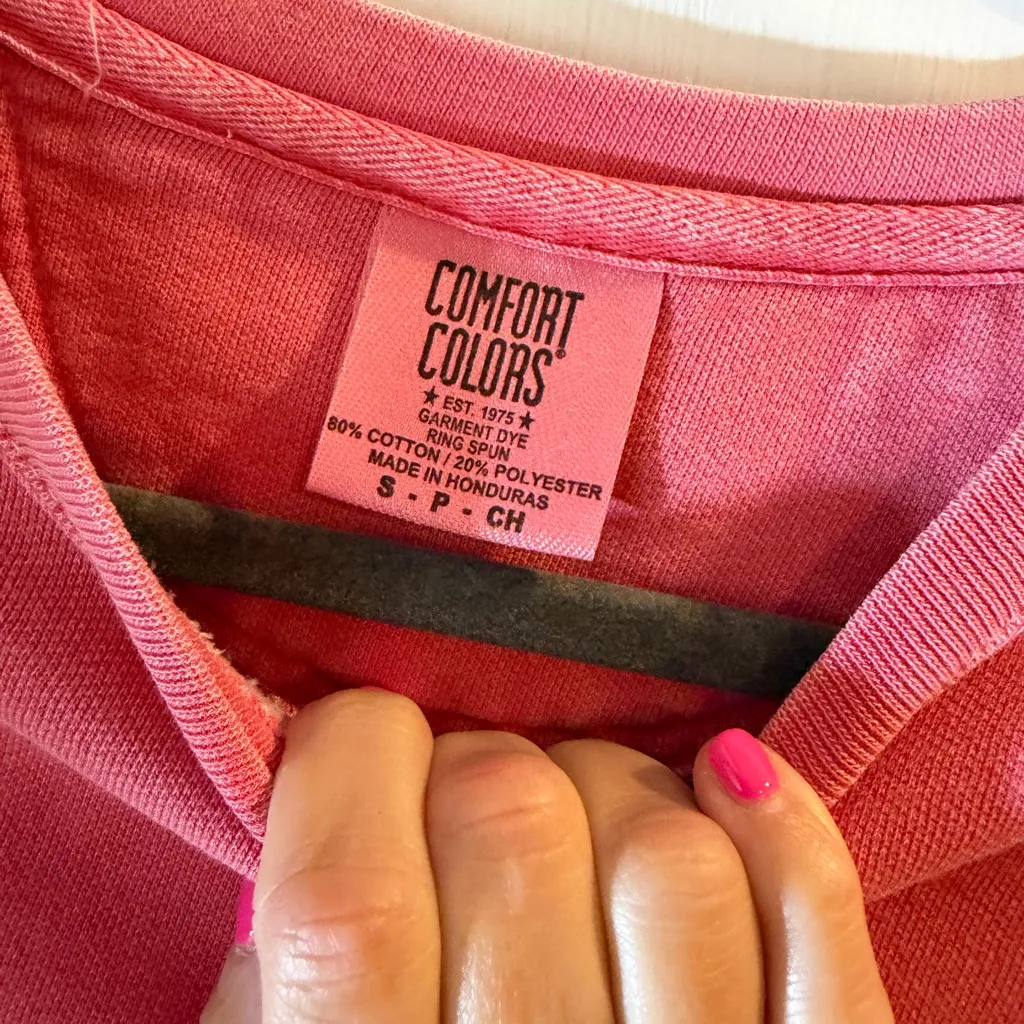 COMFORT
COLORS®
★ EST. 1975 ★
GARMENT DYE
RING SPUN
80% COTTON / 20% POLYESTER
MADE IN HONDURAS
S - P - CH